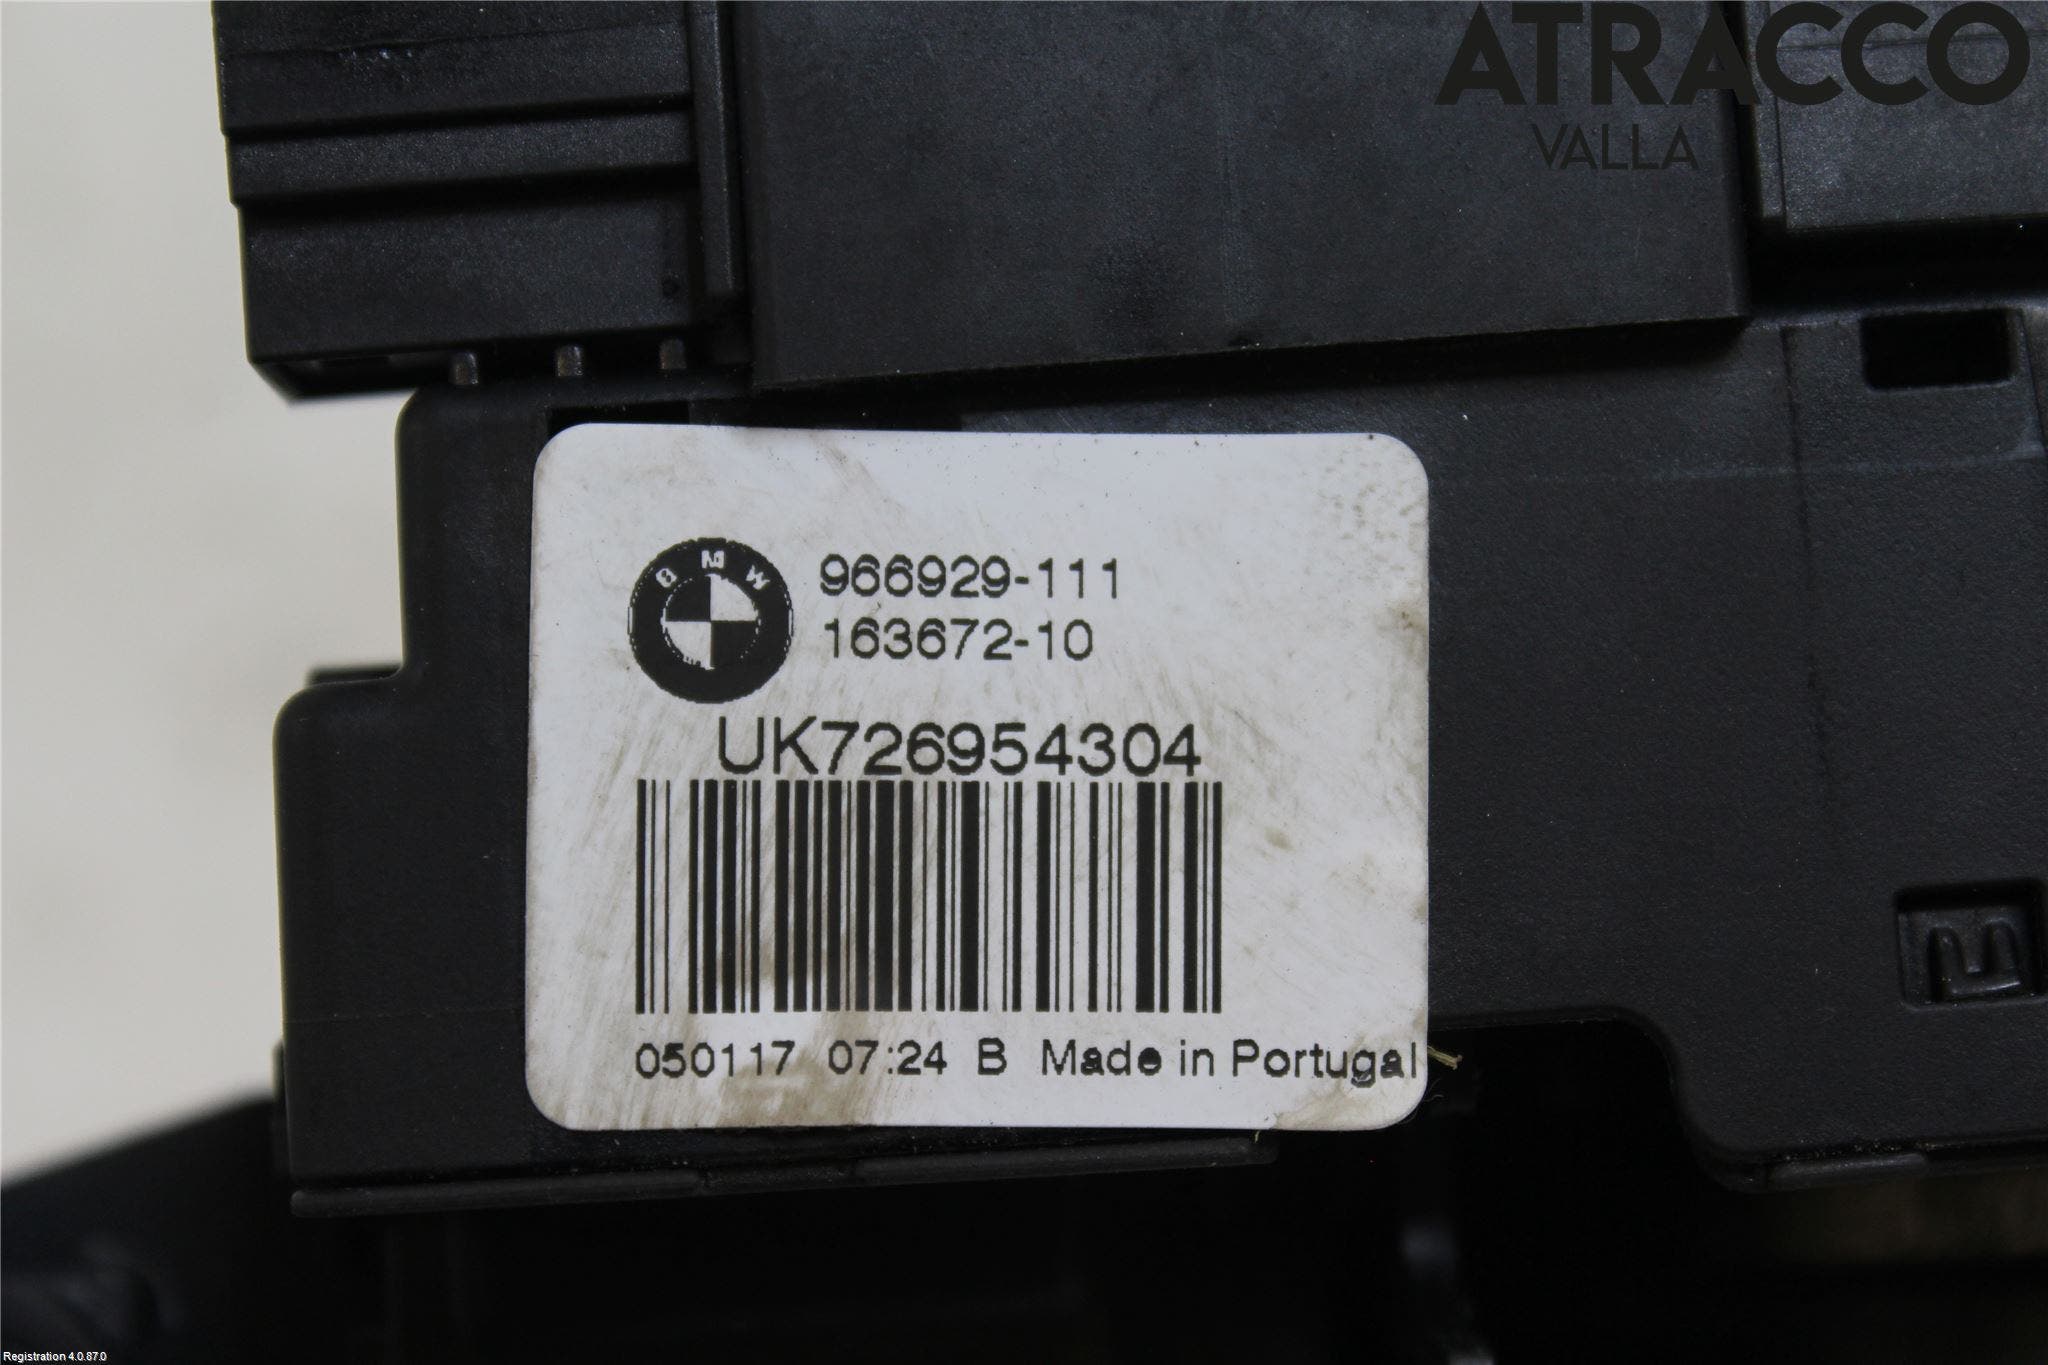 ATRACCO
VALLA
BMW
966929-111
163672-10
UK726954304
050117 07:24 B Made in Portugal
E
Registration 4.0.87.0